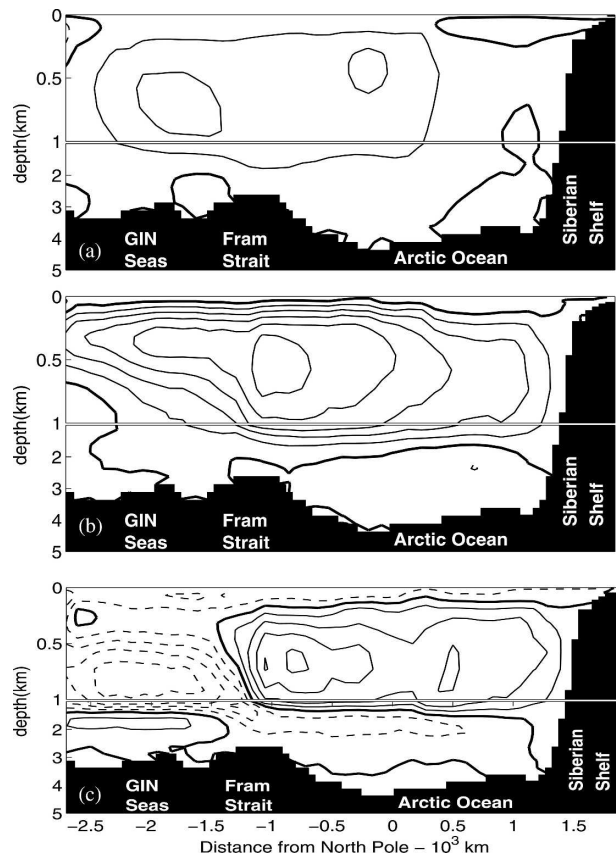 0
0.5
1
2
3
4
5
depth(km)
(a)
GIN
Seas
Fram
Strait
Arctic Ocean
Siberian
Shelf
0
0.5
1
2
3
4
5
depth(km)
(b)
GIN
Seas
Fram
Strait
Arctic Ocean
Siberian
Shelf
0
0.5
1
2
3
4
5
depth(km)
(c)
GIN
Seas
Fram
Strait
Arctic Ocean
Siberian
Shelf
-2.5 -2 -1.5 -1 -0.5 0 0.5 1 1.5
Distance from North Pole - 10³ km